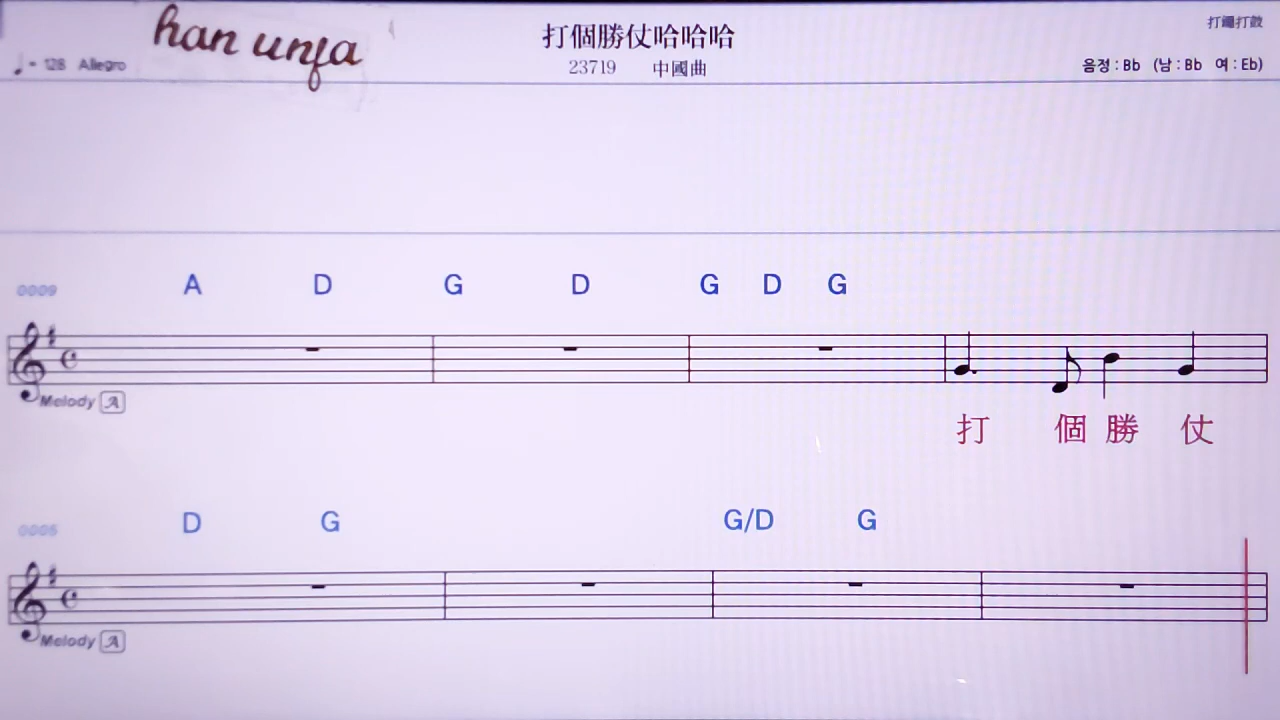 han unfa
打個勝仗哈哈哈
打鑼打鼓
♩= 128 Allegro
23719 中國曲
음정 : Bb (남 : Bb 여 : Eb)
0009 A D G D G D G
Melody A
打 個 勝 仗
0005 D G G/D G
Melody A